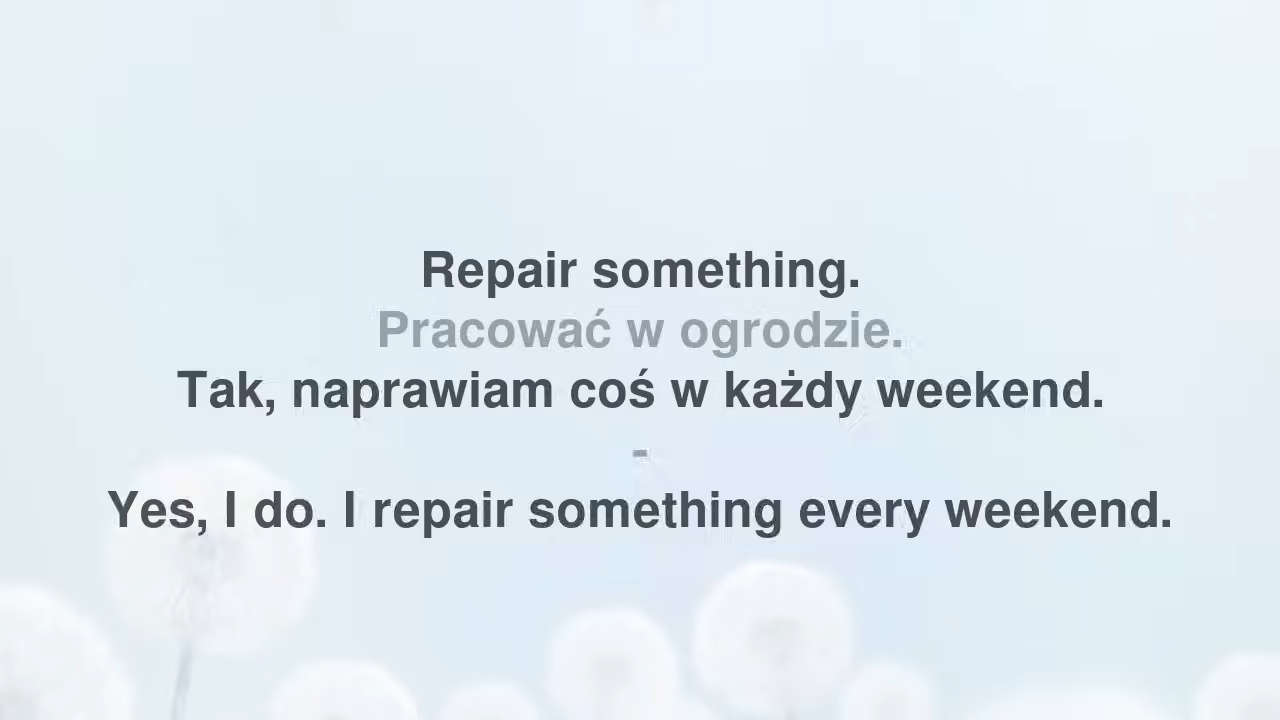 Repair something.
Pracować w ogrodzie.
Tak, naprawiam coś w każdy weekend.
-
Yes, I do. I repair something every weekend.